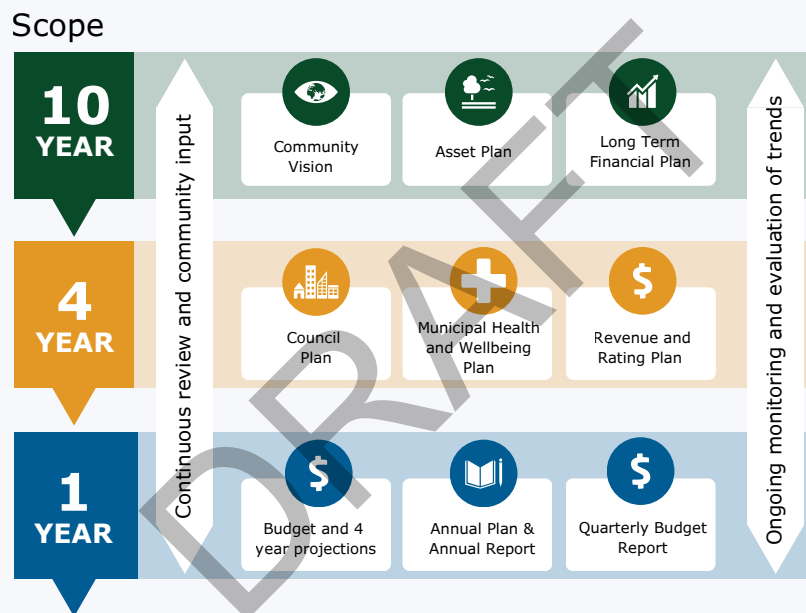 Scope
10
YEAR
Continuous review and community input
Community
Vision
Asset Plan
Long Term
Financial Plan
Ongoing monitoring and evaluation of trends
4
YEAR
Council
Plan
Municipal Health
and Wellbeing
Plan
Revenue and
Rating Plan
1
YEAR
$
$
$
Budget and 4
year projections
Annual Plan &
Annual Report
Quarterly Budget
Report
DRAFT